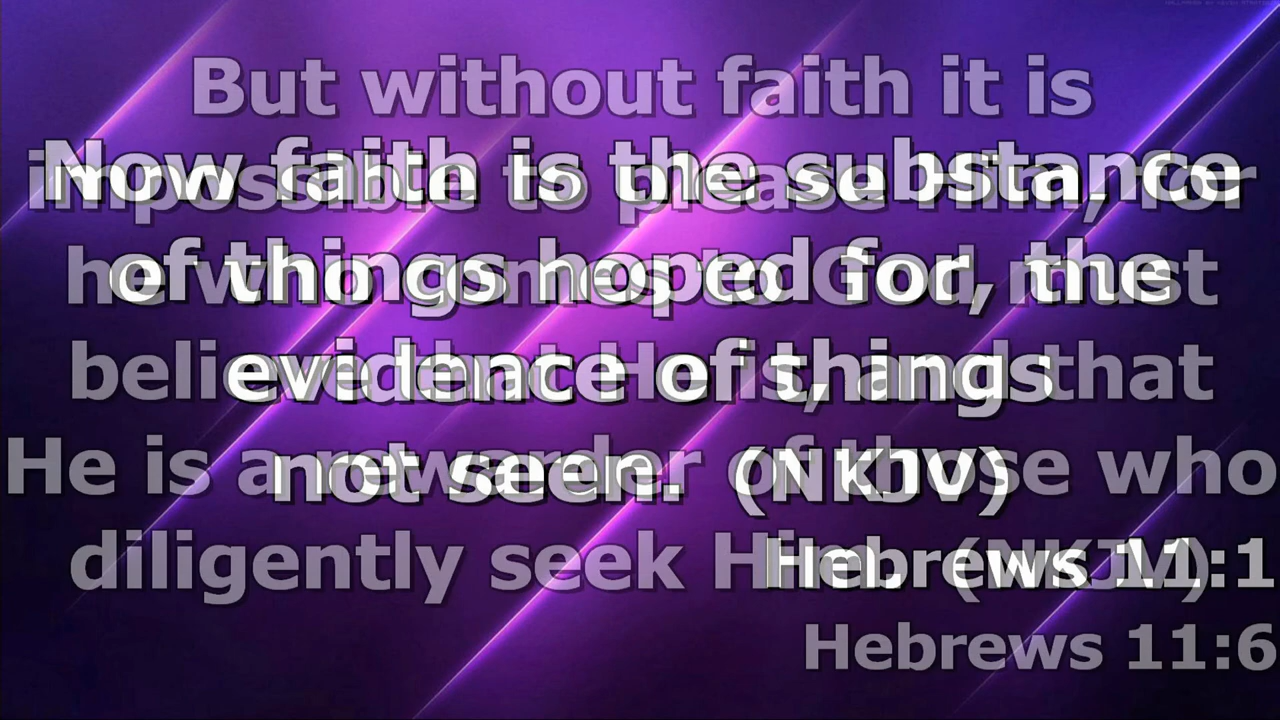 But without faith it is
impossible to please Him, for
he who comes to God must
believe that He is, and that
He is a rewarder of those who
diligently seek Him. (NKJV)
Hebrews 11:6
Now faith is the substance
of things hoped for, the
evidence of things
not seen. (NKJV)
Hebrews 11:1